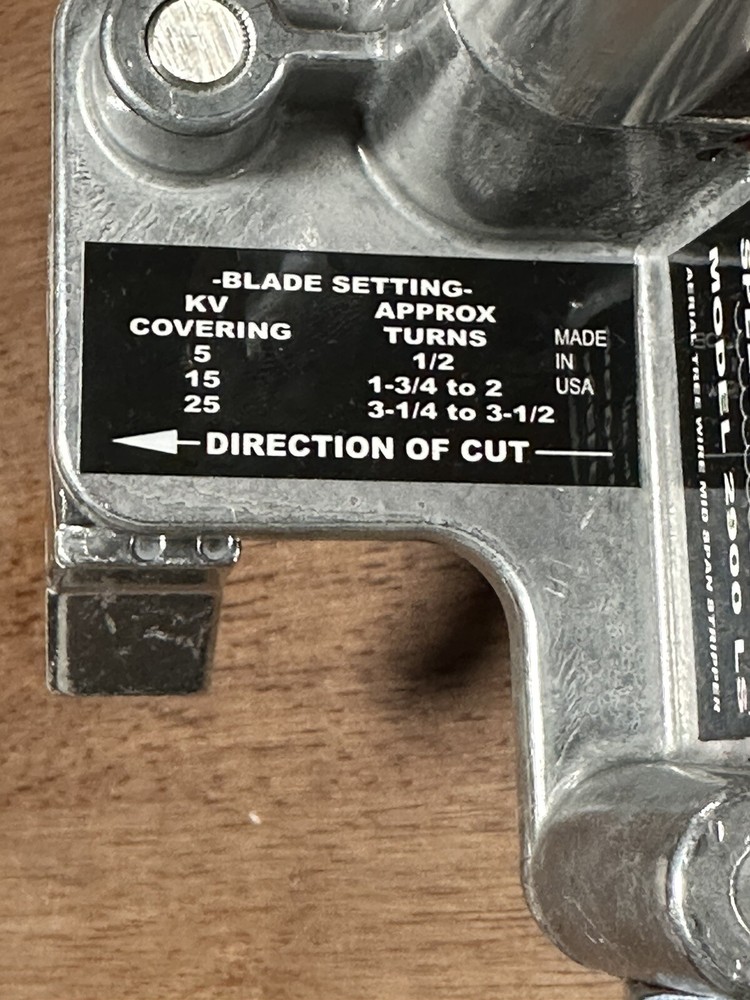 -BLADE SETTING-
KV APPROX
COVERING TURNS MADE
5 1/2 IN
15 1-3/4 to 2 USA
25 3-1/4 to 3-1/2
DIRECTION OF CUT
MODEL 2900 LS
AERIAL TREE WIRE MID SPAN STRIPPER